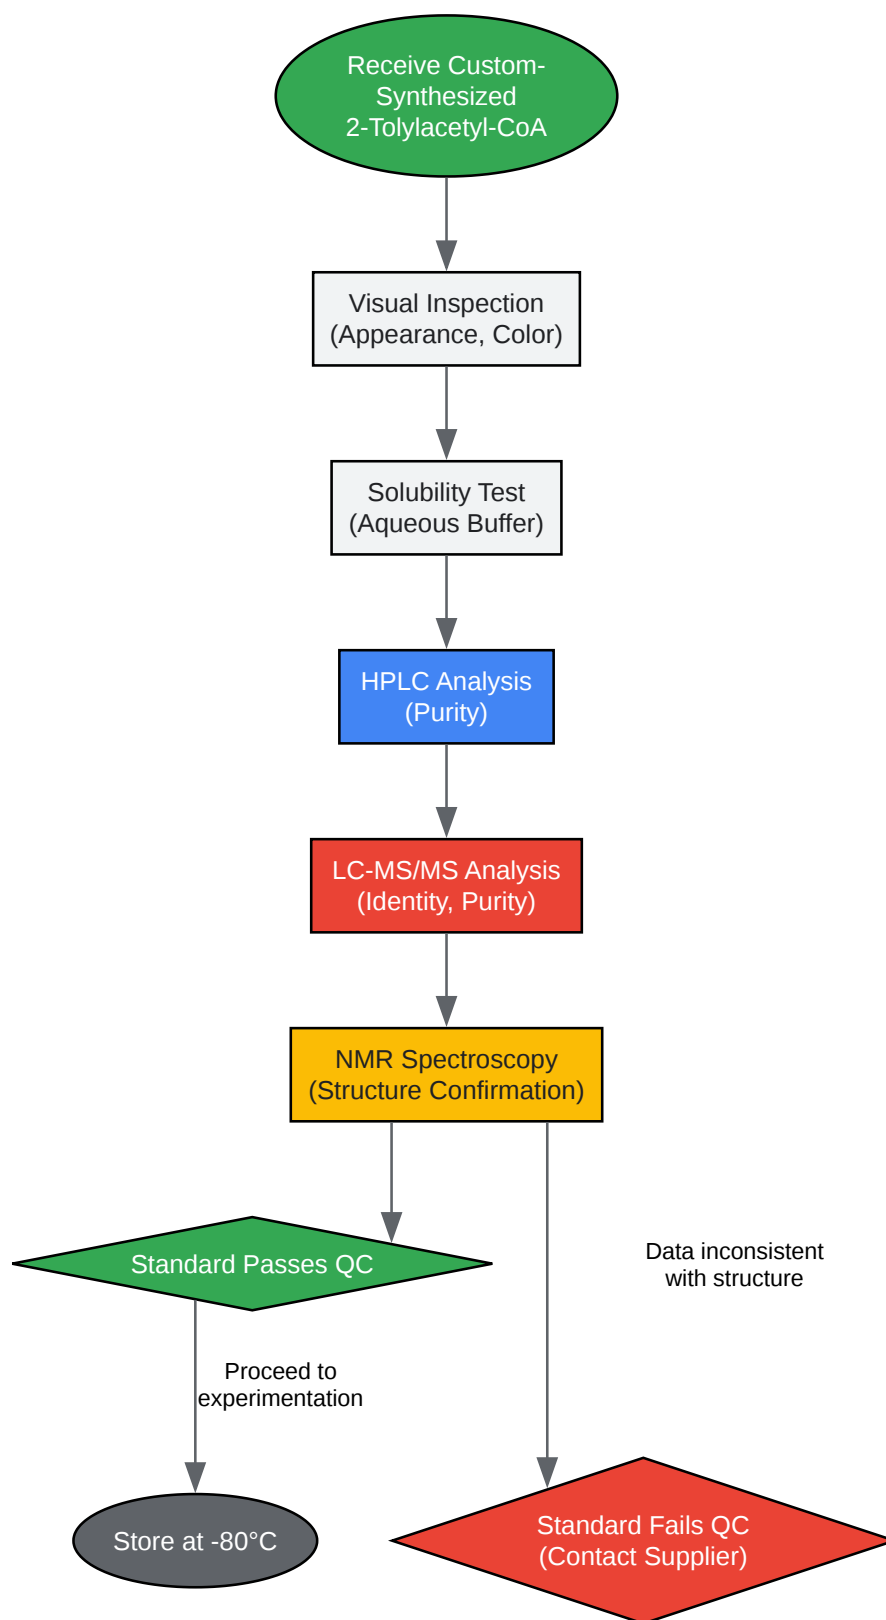 Receive Custom-
Synthesized
2-Tolylacetyl-CoA
Visual Inspection
(Appearance, Color)
Solubility Test
(Aqueous Buffer)
HPLC Analysis
(Purity)
LC-MS/MS Analysis
(Identity, Purity)
NMR Spectroscopy
(Structure Confirmation)
Standard Passes QC
Data inconsistent
with structure
Proceed to
experimentation
Store at -80°C
Standard Fails QC
(Contact Supplier)